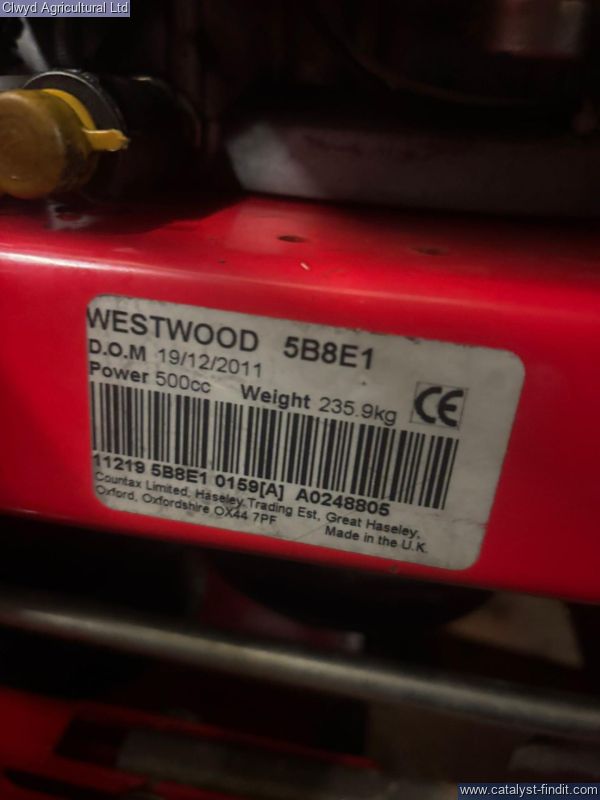 Clwyd Agricultural Ltd
WESTWOOD 5B8E1
D.O.M 19/12/2011
Power 500cc Weight 235.9kg CE
11219 5B8E1 0159[A] A0248805
Countax Limited, Haseley Trading Est, Great Haseley,
Oxford, Oxfordshire OX44 7PF
Made in the U.K.
www.catalyst-findit.com